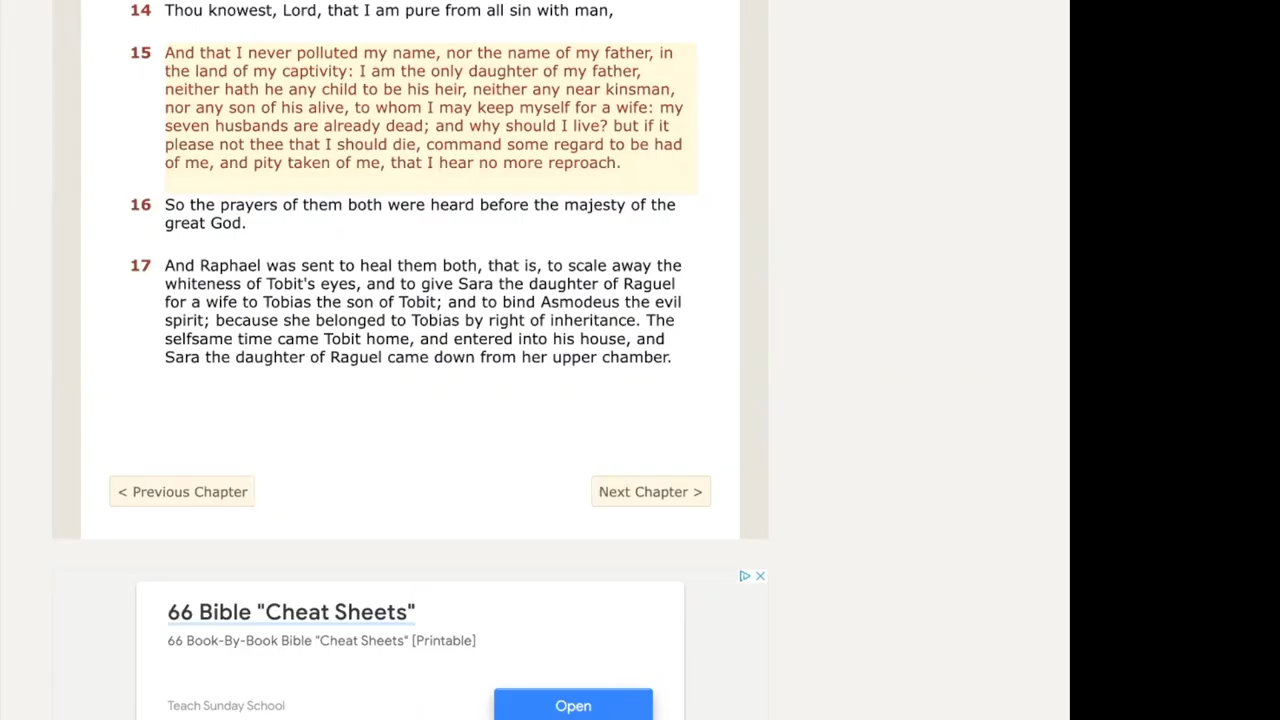 14 Thou knowest, Lord, that I am pure from all sin with man,
15 And that I never polluted my name, nor the name of my father, in
the land of my captivity: I am the only daughter of my father,
neither hath he any child to be his heir, neither any near kinsman,
nor any son of his alive, to whom I may keep myself for a wife: my
seven husbands are already dead; and why should I live? but if it
please not thee that I should die, command some regard to be had
of me, and pity taken of me, that I hear no more reproach.
16 So the prayers of them both were heard before the majesty of the
great God.
17 And Raphael was sent to heal them both, that is, to scale away the
whiteness of Tobit's eyes, and to give Sara the daughter of Raguel
for a wife to Tobias the son of Tobit; and to bind Asmodeus the evil
spirit; because she belonged to Tobias by right of inheritance. The
selfsame time came Tobit home, and entered into his house, and
Sara the daughter of Raguel came down from her upper chamber.
< Previous Chapter
Next Chapter >
66 Bible "Cheat Sheets"
66 Book-By-Book Bible "Cheat Sheets" [Printable]
Teach Sunday School
Open